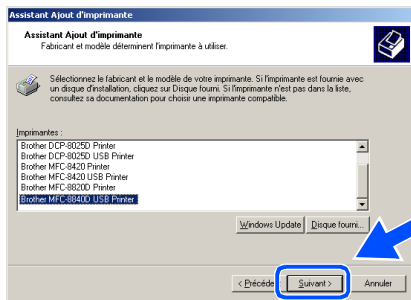 Assistant Ajout d'imprimante
Assistant Ajout d'imprimante
Fabricant et modèle déterminent l'imprimante à utiliser.
Sélectionnez le fabricant et le modèle de votre imprimante. Si l'imprimante est fournie avec
un disque d'installation, cliquez sur Disque fourni. Si l'imprimante n'est pas dans la liste,
consultez sa documentation pour choisir une imprimante compatible.
Imprimantes :
Brother DCP-8025D Printer
Brother DCP-8025D USB Printer
Brother MFC-8420 Printer
Brother MFC-8420 USB Printer
Brother MFC-8820D Printer
Brother MFC-8840D USB Printer
Windows Update Disque fourni...
< Précéde Suivant > Annuler